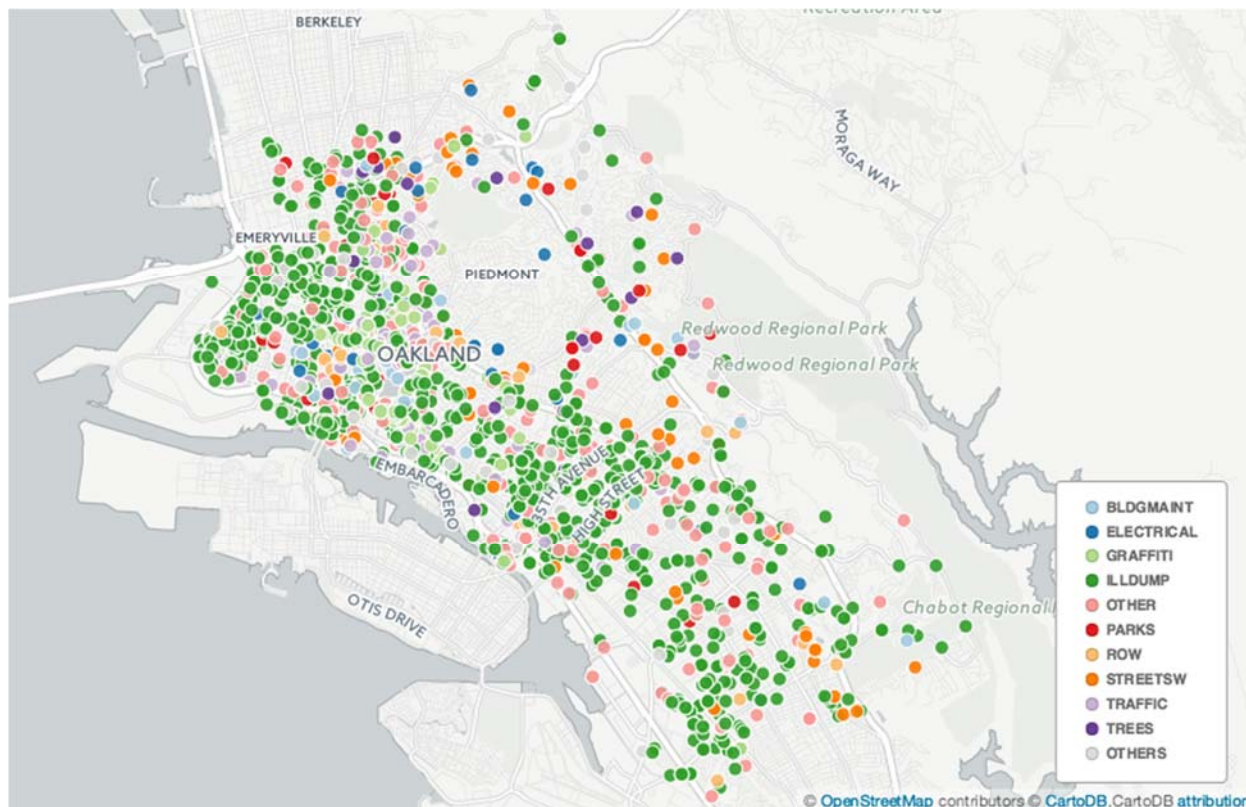 Recreation Area
BERKELEY
MORAGA WAY
EMERYVILLE
PIEDMONT
Redwood Regional Park
OAKLAND
Redwood Regional Park
35TH AVENUE
EMBARCADERO
HIGH STREET
OTIS DRIVE
Chabot Regional
BLDGMAINT
ELECTRICAL
GRAFFITI
ILLDUMP
OTHER
PARKS
ROW
STREETSW
TRAFFIC
TREES
OTHERS
© OpenStreetMap contributors © CartoDB, CartoDB attribution